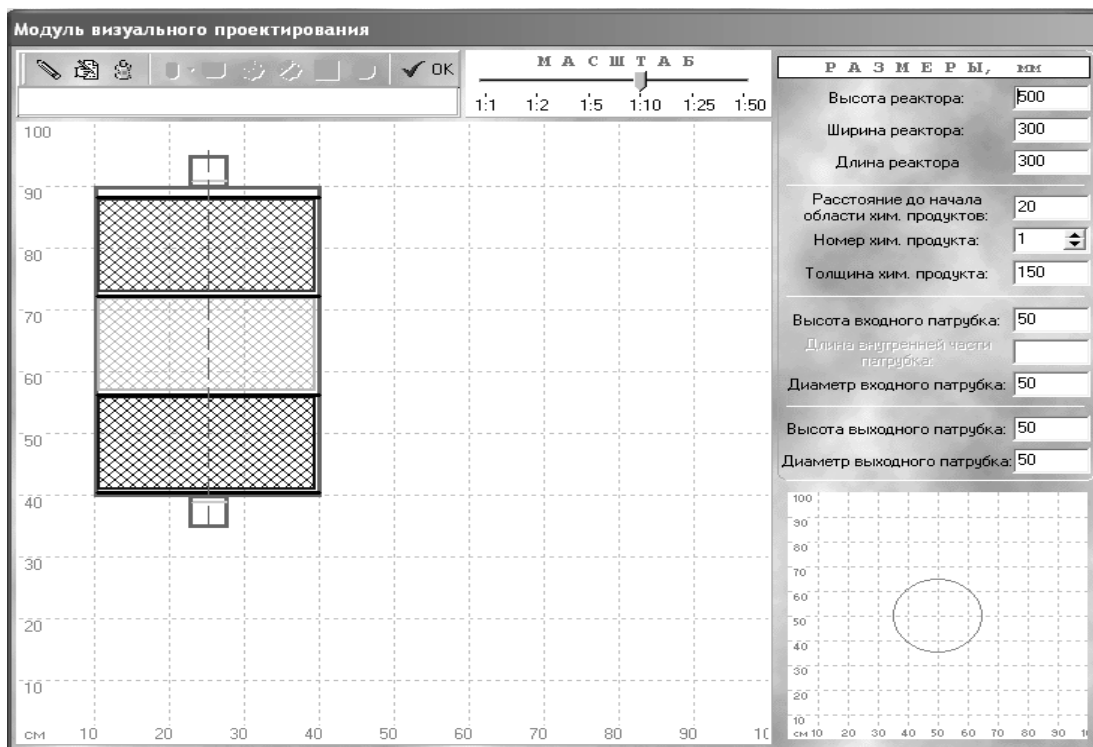 Модуль визуального проектирования
OK
М А С Ш Т А Б
1:1 1:2 1:5 1:10 1:25 1:50
Р А З М Е Р Ы, мм
Высота реактора: 500
Ширина реактора: 300
Длина реактора 300
Расстояние до начала
области хим. продуктов: 20
Номер хим. продукта: 1
Толщина хим. продукта: 150
Высота входного патрубка: 50
Длина внутренней части
патрубка:
Диаметр входного патрубка: 50
Высота выходного патрубка: 50
Диаметр выходного патрубка: 50
100
90
80
70
60
50
40
30
20
10
см 10 20 30 40 50 60 70 80 90 10
100
90
80
70
60
50
40
30
20
10
см 10 20 30 40 50 60 70 80 90 1